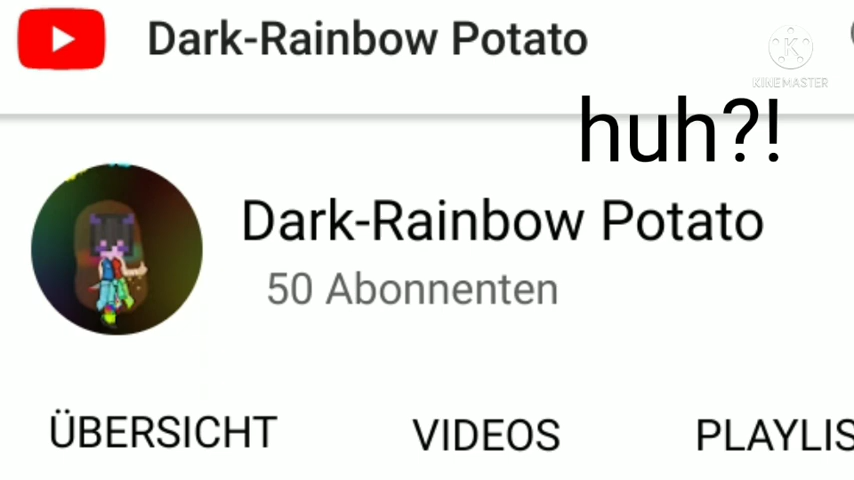 Dark-Rainbow Potato
KINEMASTER
huh?!
Dark-Rainbow Potato
50 Abonnenten
ÜBERSICHT VIDEOS PLAYLIS